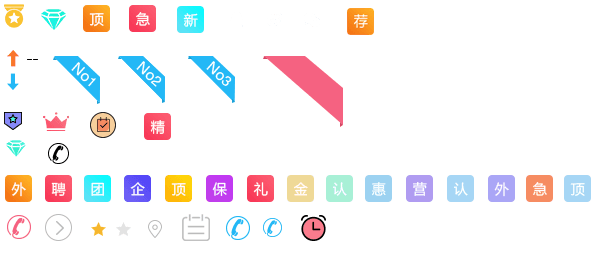 顶 急 新 荐
--
No1 No2 No3
精
外 聘 团 企 顶 保 礼 金 认 惠 营 认 外 急 顶